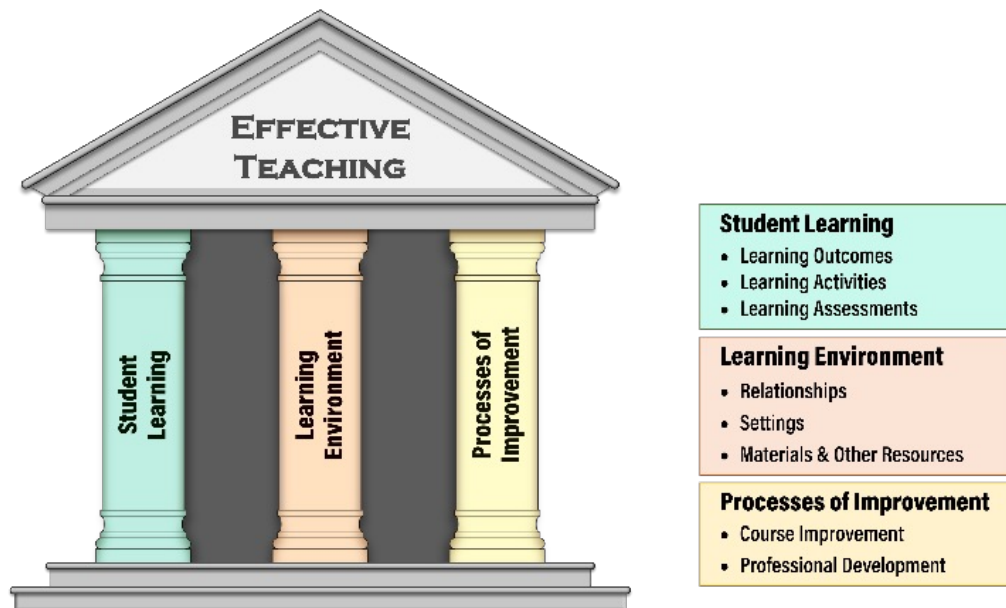 EFFECTIVE
TEACHING
Student
Learning
Learning
Environment
Processes of
Improvement
Student Learning
• Learning Outcomes
• Learning Activities
• Learning Assessments
Learning Environment
• Relationships
• Settings
• Materials & Other Resources
Processes of Improvement
• Course Improvement
• Professional Development